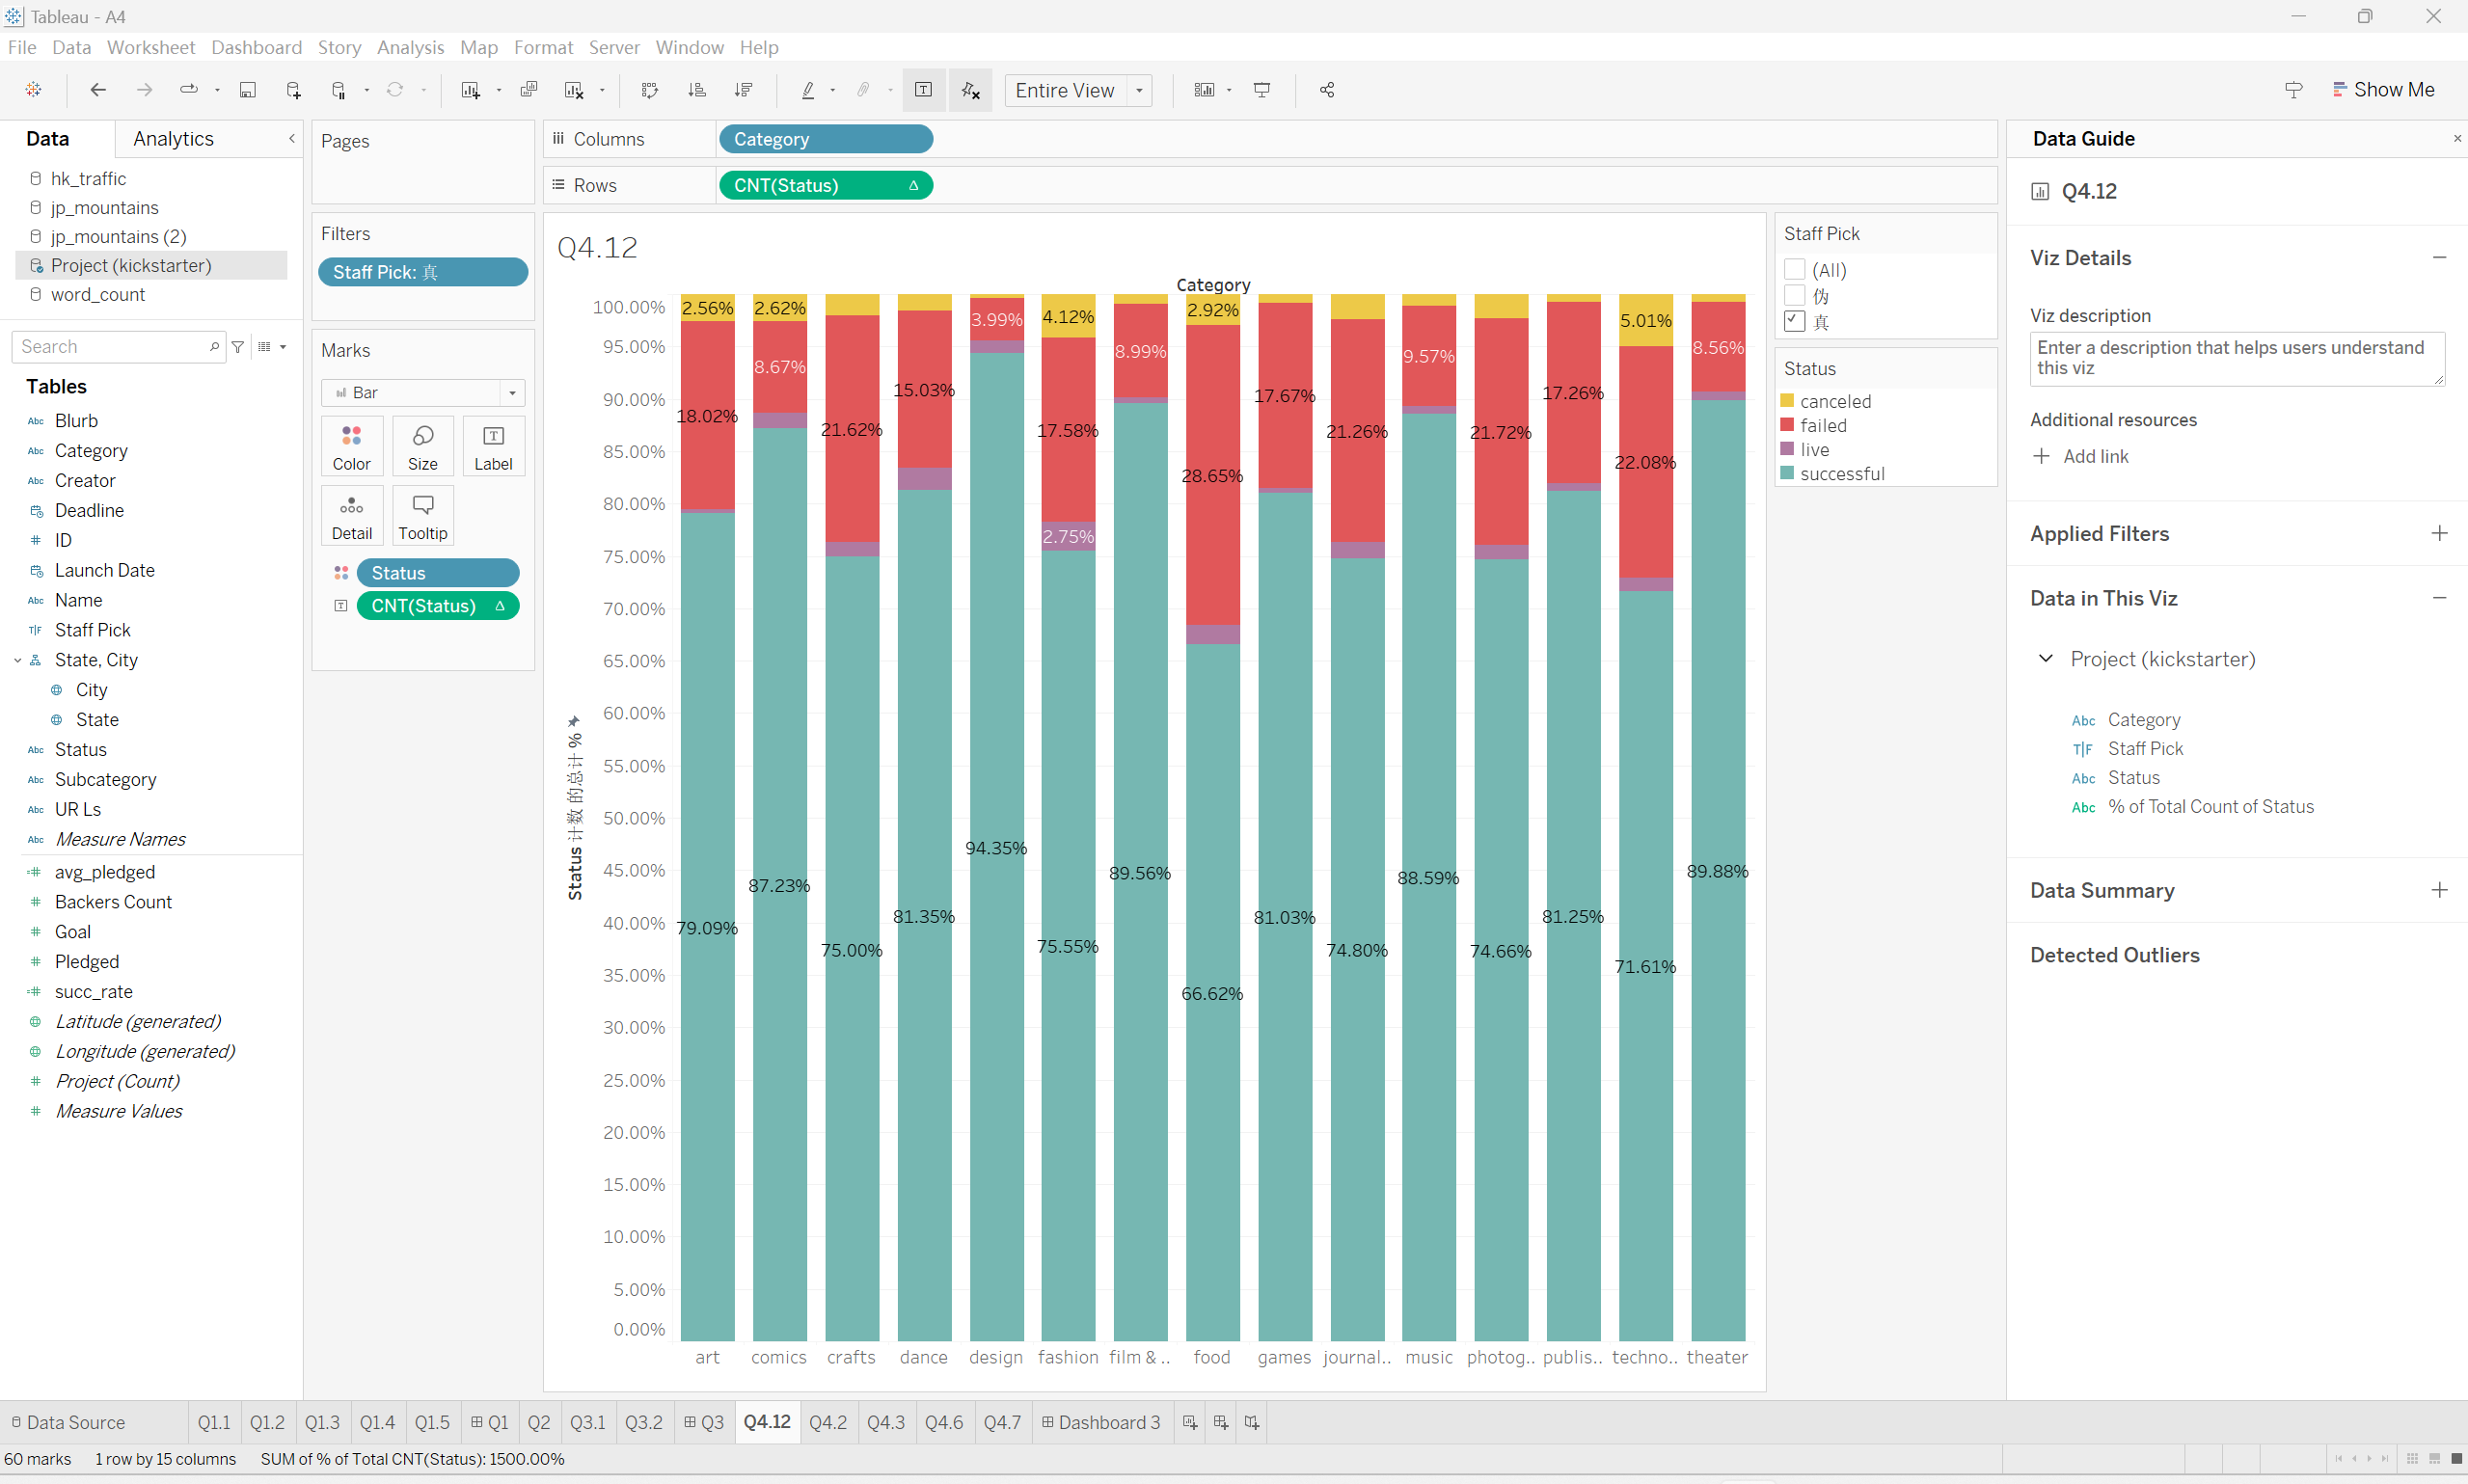 Tableau - A4
File Data Worksheet Dashboard Story Analysis Map Format Server Window Help
Entire View
Show Me
Data
Analytics
hk_traffic
jp_mountains
jp_mountains (2)
Project (kickstarter)
word_count
Search
Tables
Abc Blurb
Abc Category
Abc Creator
Deadline
# ID
Launch Date
Abc Name
T|F Staff Pick
State, City
City
State
Abc Status
Abc Subcategory
Abc UR Ls
Abc Measure Names
=# avg_pledged
# Backers Count
# Goal
# Pledged
=# succ_rate
Latitude (generated)
Longitude (generated)
# Project (Count)
# Measure Values
Pages
Filters
Staff Pick: 真
Marks
Bar
Color
Size
Label
Detail
Tooltip
Status
CNT(Status) Δ
Columns
Category
Rows
CNT(Status) Δ
Q4.12
Category
Status 计数 的总计 %
100.00%
95.00%
90.00%
85.00%
80.00%
75.00%
70.00%
65.00%
60.00%
55.00%
50.00%
45.00%
40.00%
35.00%
30.00%
25.00%
20.00%
15.00%
10.00%
5.00%
0.00%
2.56%
18.02%
79.09%
2.62%
8.67%
87.23%
21.62%
75.00%
15.03%
81.35%
3.99%
94.35%
4.12%
17.58%
2.75%
75.55%
8.99%
89.56%
2.92%
28.65%
66.62%
17.67%
81.03%
21.26%
74.80%
9.57%
88.59%
21.72%
74.66%
17.26%
81.25%
5.01%
22.08%
71.61%
8.56%
89.88%
art comics crafts dance design fashion film & .. food games journal.. music photog.. publis.. techno.. theater
Staff Pick
(All)
伪
真
Status
canceled
failed
live
successful
Data Guide
Q4.12
Viz Details
Viz description
Enter a description that helps users understand
this viz
Additional resources
Add link
Applied Filters
Data in This Viz
Project (kickstarter)
Abc Category
T|F Staff Pick
Abc Status
Abc % of Total Count of Status
Data Summary
Detected Outliers
Data Source Q1.1 Q1.2 Q1.3 Q1.4 Q1.5 Q1 Q2 Q3.1 Q3.2 Q3 Q4.12 Q4.2 Q4.3 Q4.6 Q4.7 Dashboard 3
60 marks 1 row by 15 columns SUM of % of Total CNT(Status): 1500.00%